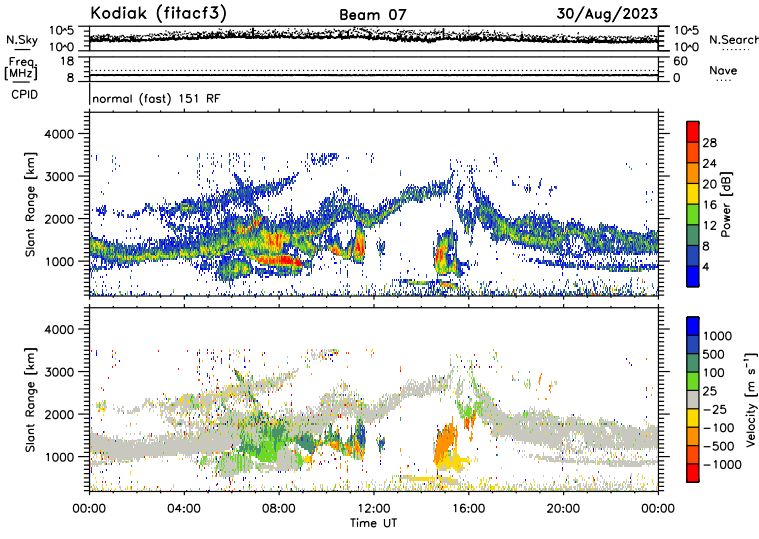 Kodiak (fitacf3) Beam 07 30/Aug/2023
N.Sky 10^5 10^0 10^5 10^0 N.Search
Freq. [MHz] 18 8 60 0 Nave
CPID normal (fast) 151 RF
Slant Range [km] 4000 3000 2000 1000
Power [dB] 28 24 20 16 12 8 4
Slant Range [km] 4000 3000 2000 1000
Velocity [m s⁻¹] 1000 500 100 25 −25 −100 −500 −1000
00:00 04:00 08:00 12:00 16:00 20:00 00:00
Time UT